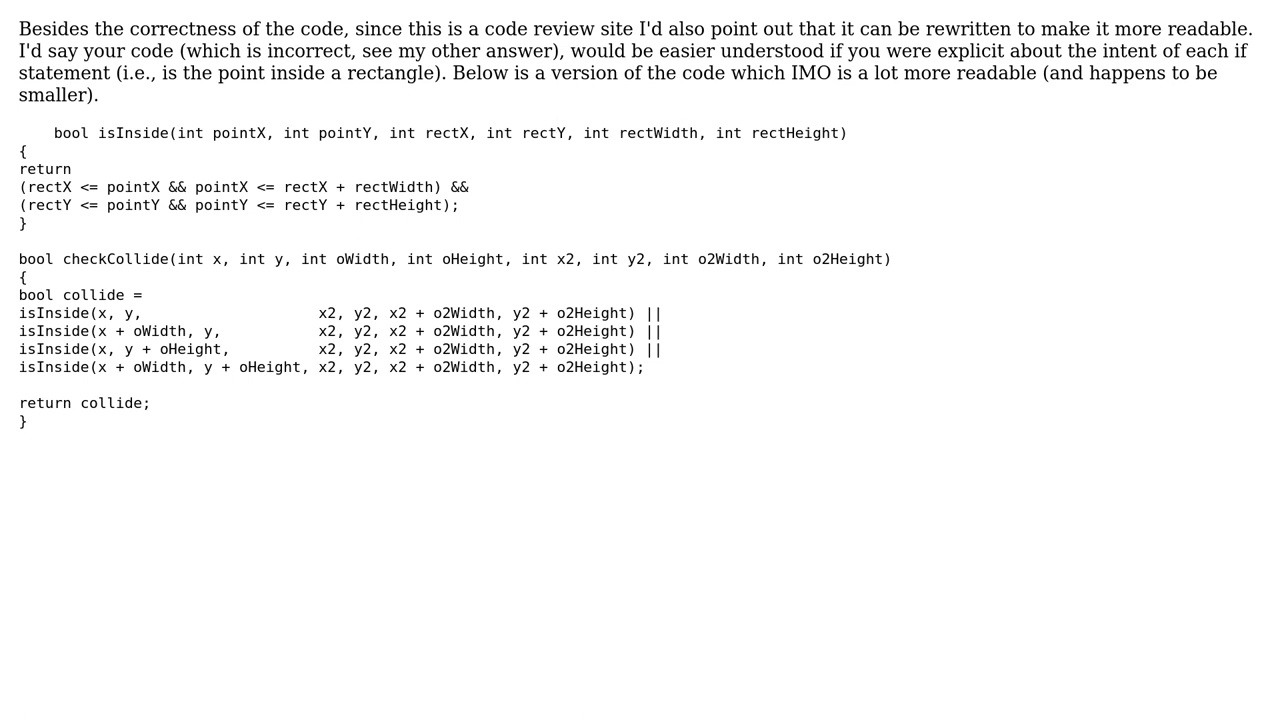 Besides the correctness of the code, since this is a code review site I'd also point out that it can be rewritten to make it more readable.
I'd say your code (which is incorrect, see my other answer), would be easier understood if you were explicit about the intent of each if
statement (i.e., is the point inside a rectangle). Below is a version of the code which IMO is a lot more readable (and happens to be
smaller).
    bool isInside(int pointX, int pointY, int rectX, int rectY, int rectWidth, int rectHeight)
{
return
(rectX <= pointX && pointX <= rectX + rectWidth) &&
(rectY <= pointY && pointY <= rectY + rectHeight);
}

bool checkCollide(int x, int y, int oWidth, int oHeight, int x2, int y2, int o2Width, int o2Height)
{
bool collide =
isInside(x, y,                    x2, y2, x2 + o2Width, y2 + o2Height) ||
isInside(x + oWidth, y,           x2, y2, x2 + o2Width, y2 + o2Height) ||
isInside(x, y + oHeight,          x2, y2, x2 + o2Width, y2 + o2Height) ||
isInside(x + oWidth, y + oHeight, x2, y2, x2 + o2Width, y2 + o2Height);

return collide;
}